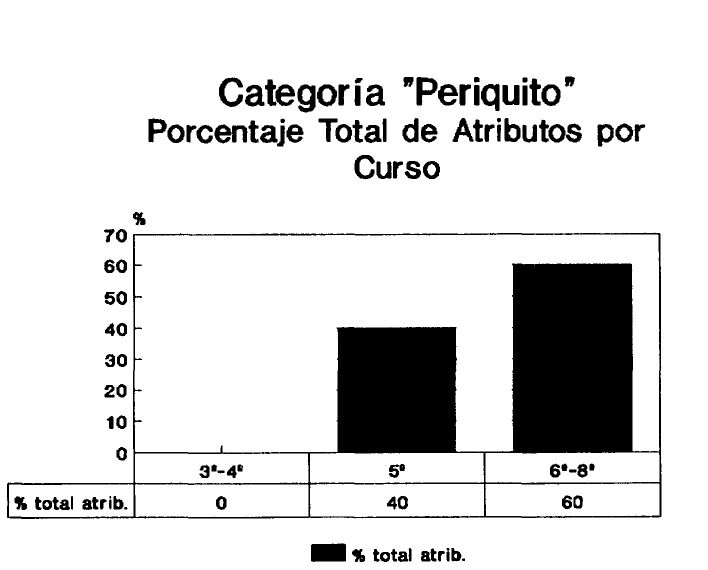 Categoría "Periquito"
Porcentaje Total de Atributos por
Curso
%
70
60
50
40
30
20
10
0
3º-4º 5º 6º-8º
% total atrib. 0 40 60
% total atrib.